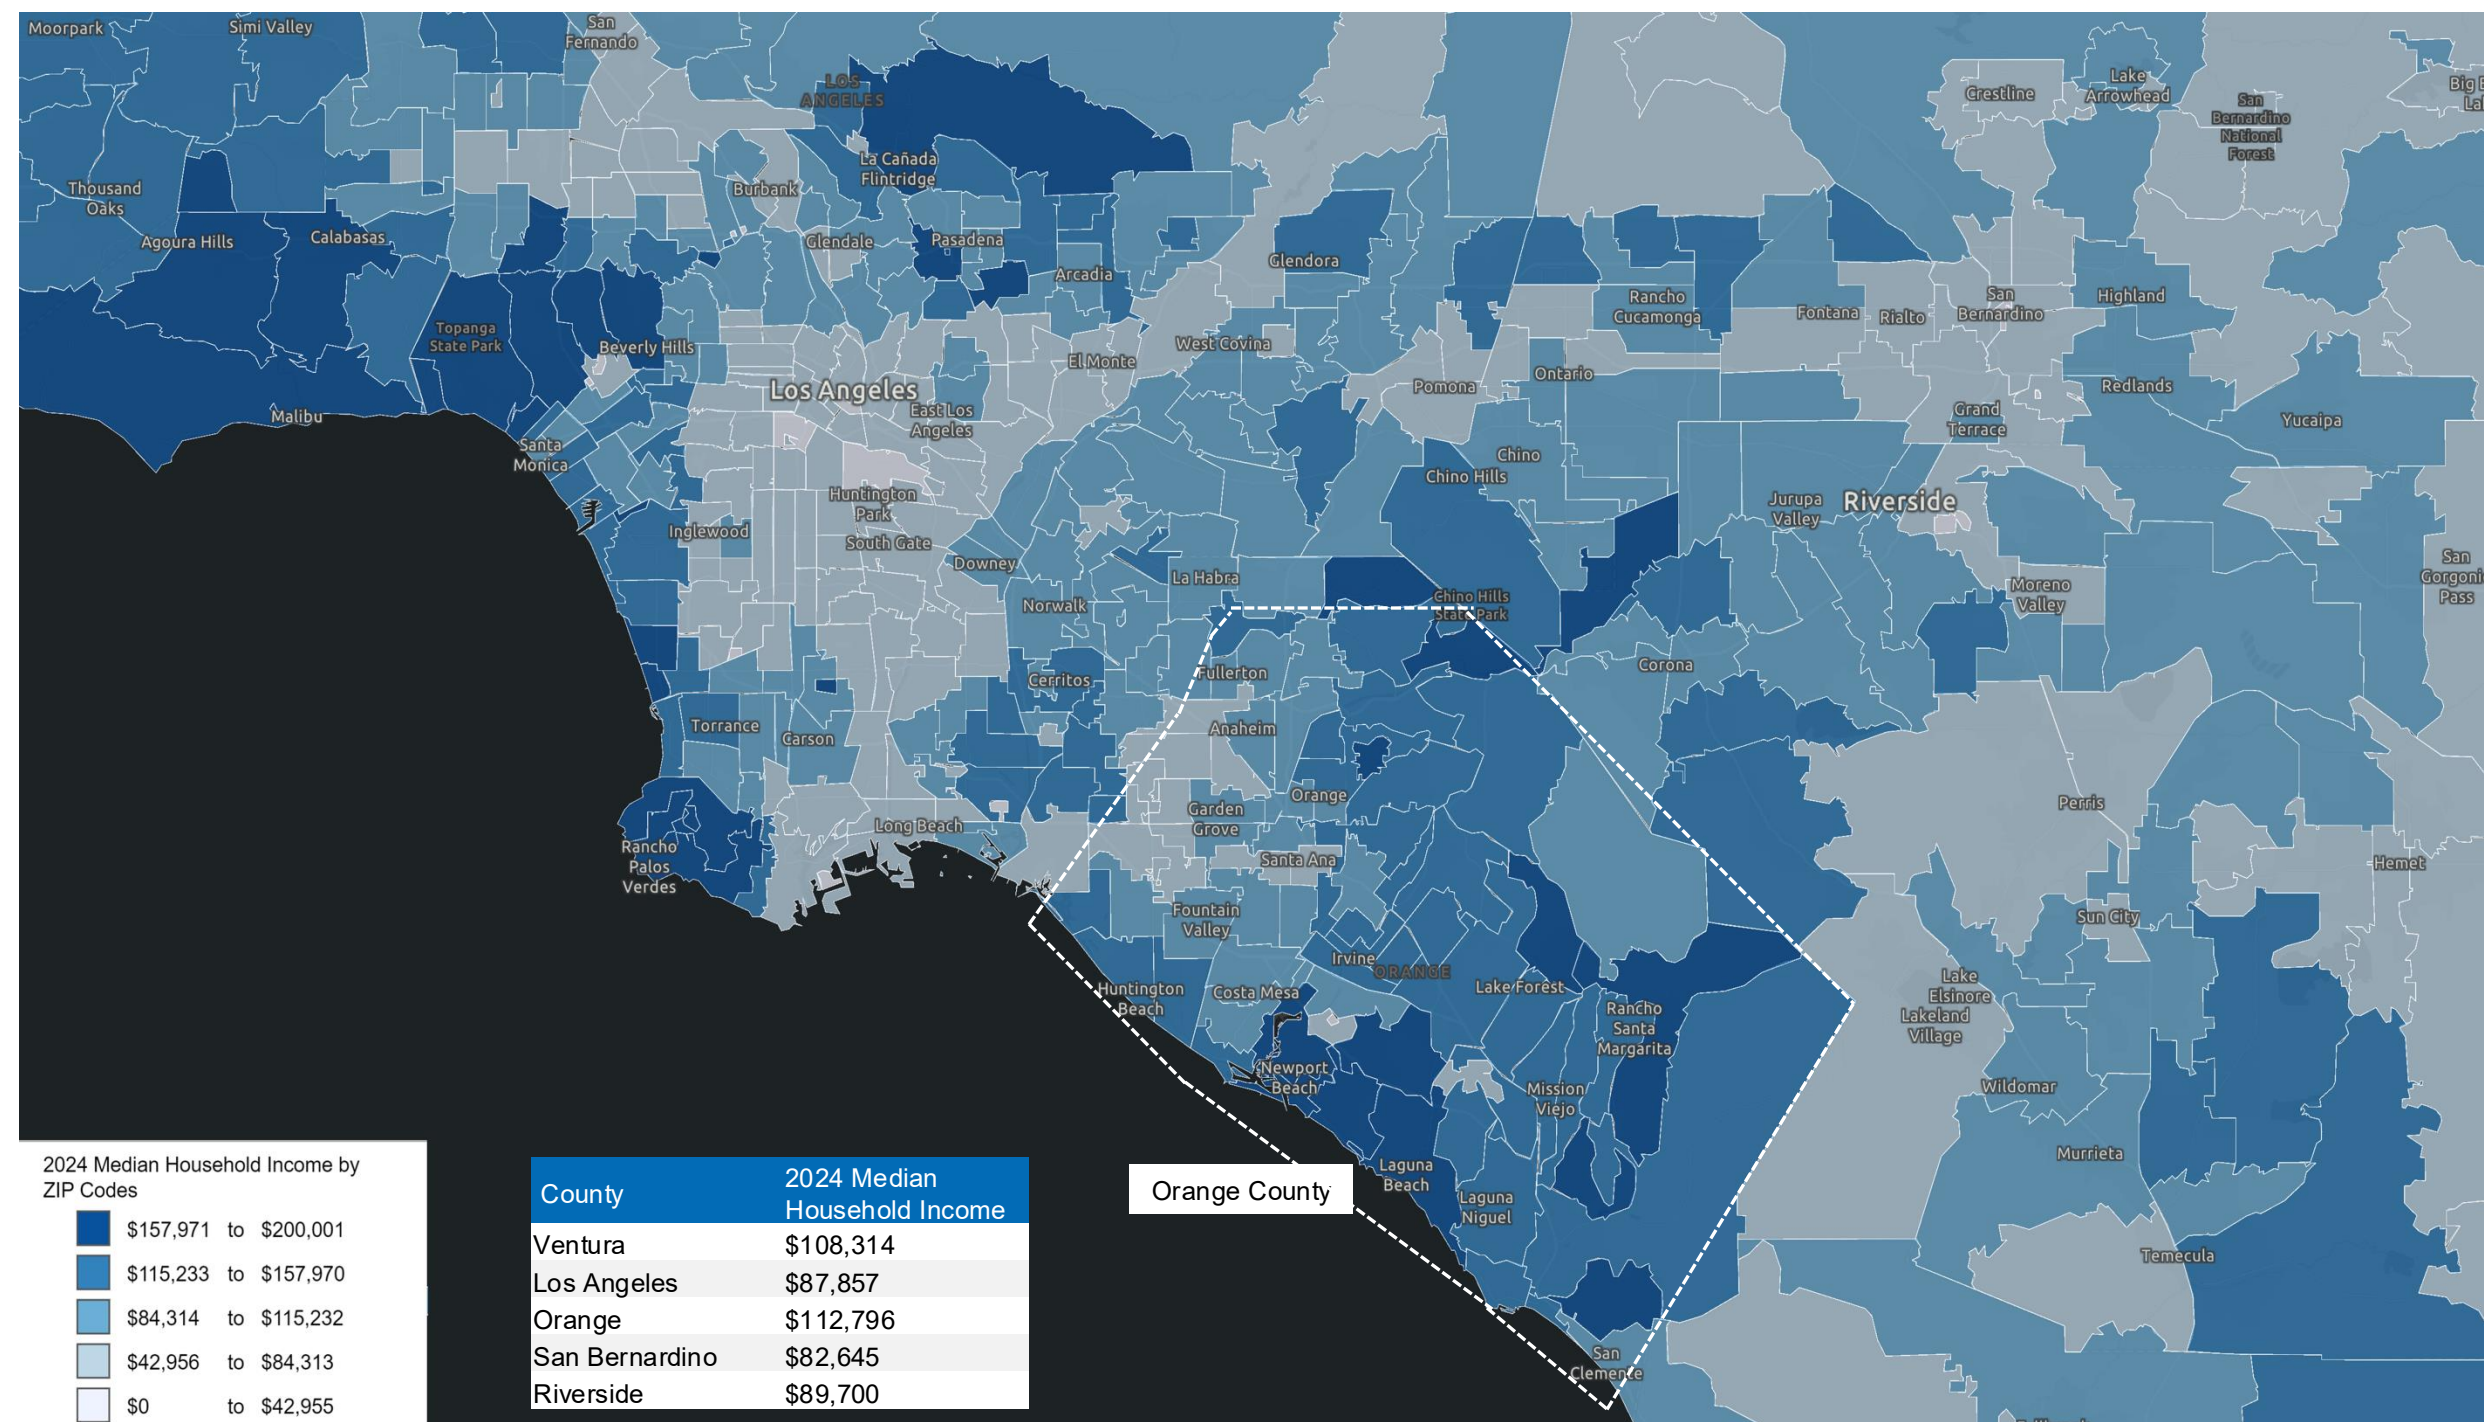 Moorpark
Simi Valley
San
Fernando
LOS
ANGELES
Lake
Arrowhead
Crestline
San
Bernardino
National
Forest
Big
La Cañada
Flintridge
Thousand
Oaks
Burbank
Agoura Hills
Calabasas
Glendale
Pasadena
Arcadia
Glendora
Rancho
Cucamonga
Fontana
Rialto
San
Bernardino
Highland
Topanga
State Park
Beverly Hills
West Covina
El Monte
Los Angeles
East Los
Angeles
Pomona
Ontario
Redlands
Grand
Terrace
Yucaipa
Malibu
Santa
Monica
Chino
Chino Hills
Huntington
Park
Jurupa
Valley
Riverside
Inglewood
South Gate
Downey
La Habra
Norwalk
Chino Hills
State Park
Moreno
Valley
San
Gorgoni
Pass
Fullerton
Cerritos
Corona
Torrance
Carson
Anaheim
Orange
Garden
Grove
Perris
Long Beach
Rancho
Palos
Verdes
Santa Ana
Hemet
Fountain
Valley
Sun City
Irvine
ORANGE
Huntington
Beach
Costa Mesa
Lake Forest
Rancho
Santa
Margarita
Lake
Elsinore
Lakeland
Village
Newport
Beach
Mission
Viejo
Wildomar
Murrieta
Laguna
Beach
Laguna
Niguel
Temecula
San
Clemente
Orange County
2024 Median Household Income by
ZIP Codes
$157,971 to $200,001
$115,233 to $157,970
$84,314 to $115,232
$42,956 to $84,313
$0 to $42,955
County 2024 Median
Household Income
Ventura $108,314
Los Angeles $87,857
Orange $112,796
San Bernardino $82,645
Riverside $89,700